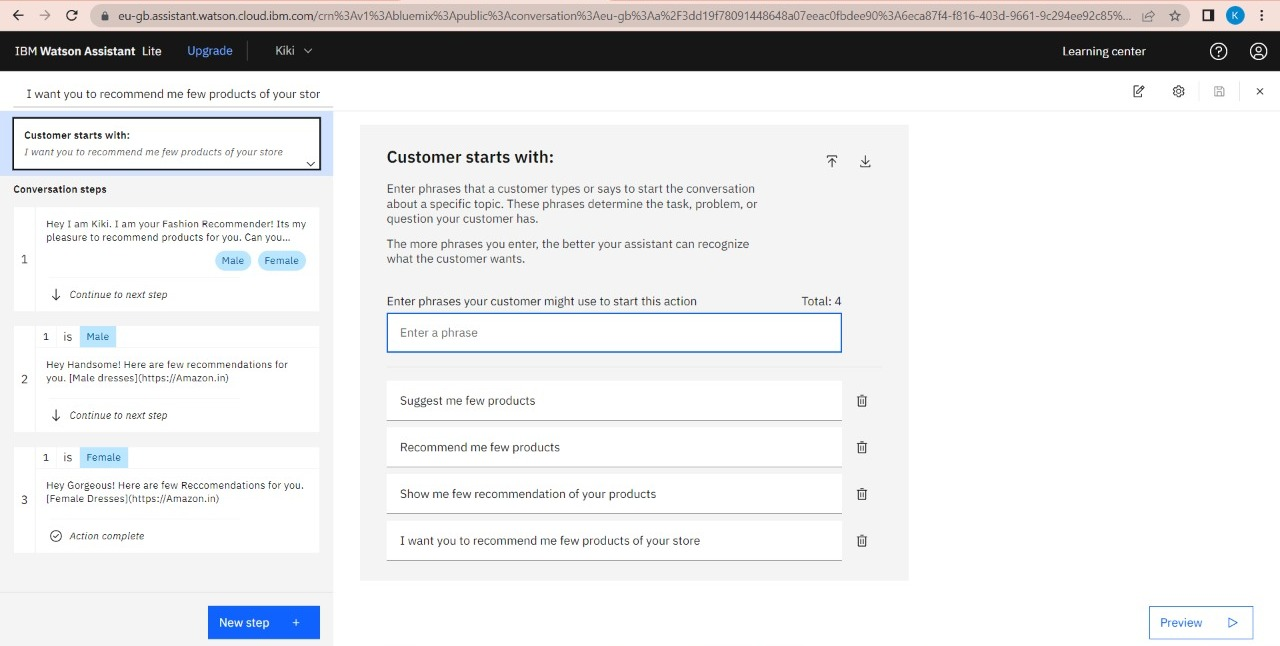 eu-gb.assistant.watson.cloud.ibm.com/crn%3Av1%3Abluemix%3Apublic%3Aconversation%3Aeu-gb%3Aa%2F3dd19f78091448648a07eeac0fbdee90%3A6eca87f4-f816-403d-9661-9c294ee92c85%...
K
IBM Watson Assistant Lite
Upgrade
Kiki
Learning center
I want you to recommend me few products of your stor
Customer starts with:
I want you to recommend me few products of your store
Conversation steps
1
Hey I am Kiki. I am your Fashion Recommender! Its my
pleasure to recommend products for you. Can you...
Male Female
Continue to next step
1 is Male
2
Hey Handsome! Here are few recommendations for
you. [Male dresses](https://Amazon.in)
Continue to next step
1 is Female
3
Hey Gorgeous! Here are few Reccomendations for you.
[Female Dresses](https://Amazon.in)
Action complete
New step +
Customer starts with:
Enter phrases that a customer types or says to start the conversation
about a specific topic. These phrases determine the task, problem, or
question your customer has.
The more phrases you enter, the better your assistant can recognize
what the customer wants.
Enter phrases your customer might use to start this action
Total: 4
Enter a phrase
Suggest me few products
Recommend me few products
Show me few recommendation of your products
I want you to recommend me few products of your store
Preview